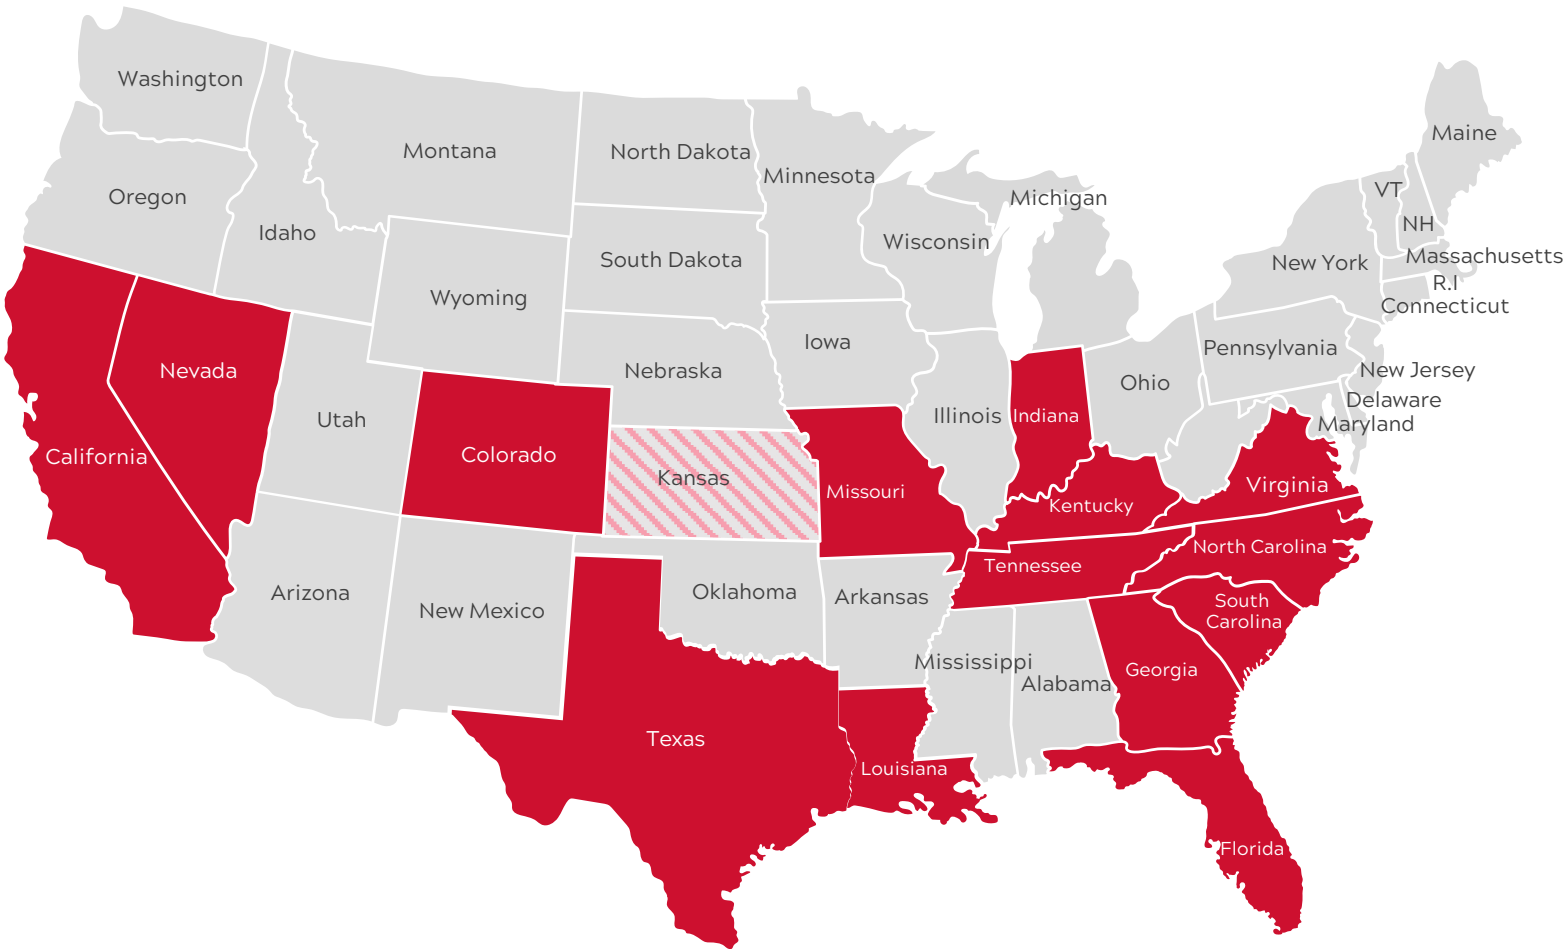 Washington
Montana
North Dakota
Minnesota
Maine
Oregon
Idaho
Michigan
VT
NH
Wisconsin
South Dakota
Wyoming
New York
Massachusetts
R.I
Connecticut
Iowa
Nebraska
Pennsylvania
Nevada
New Jersey
Ohio
Delaware
Utah
Illinois
Indiana
Maryland
California
Colorado
Kansas
Missouri
Virginia
Kentucky
North Carolina
Tennessee
Arizona
New Mexico
Oklahoma
Arkansas
South
Carolina
Mississippi
Alabama
Georgia
Texas
Louisiana
Florida